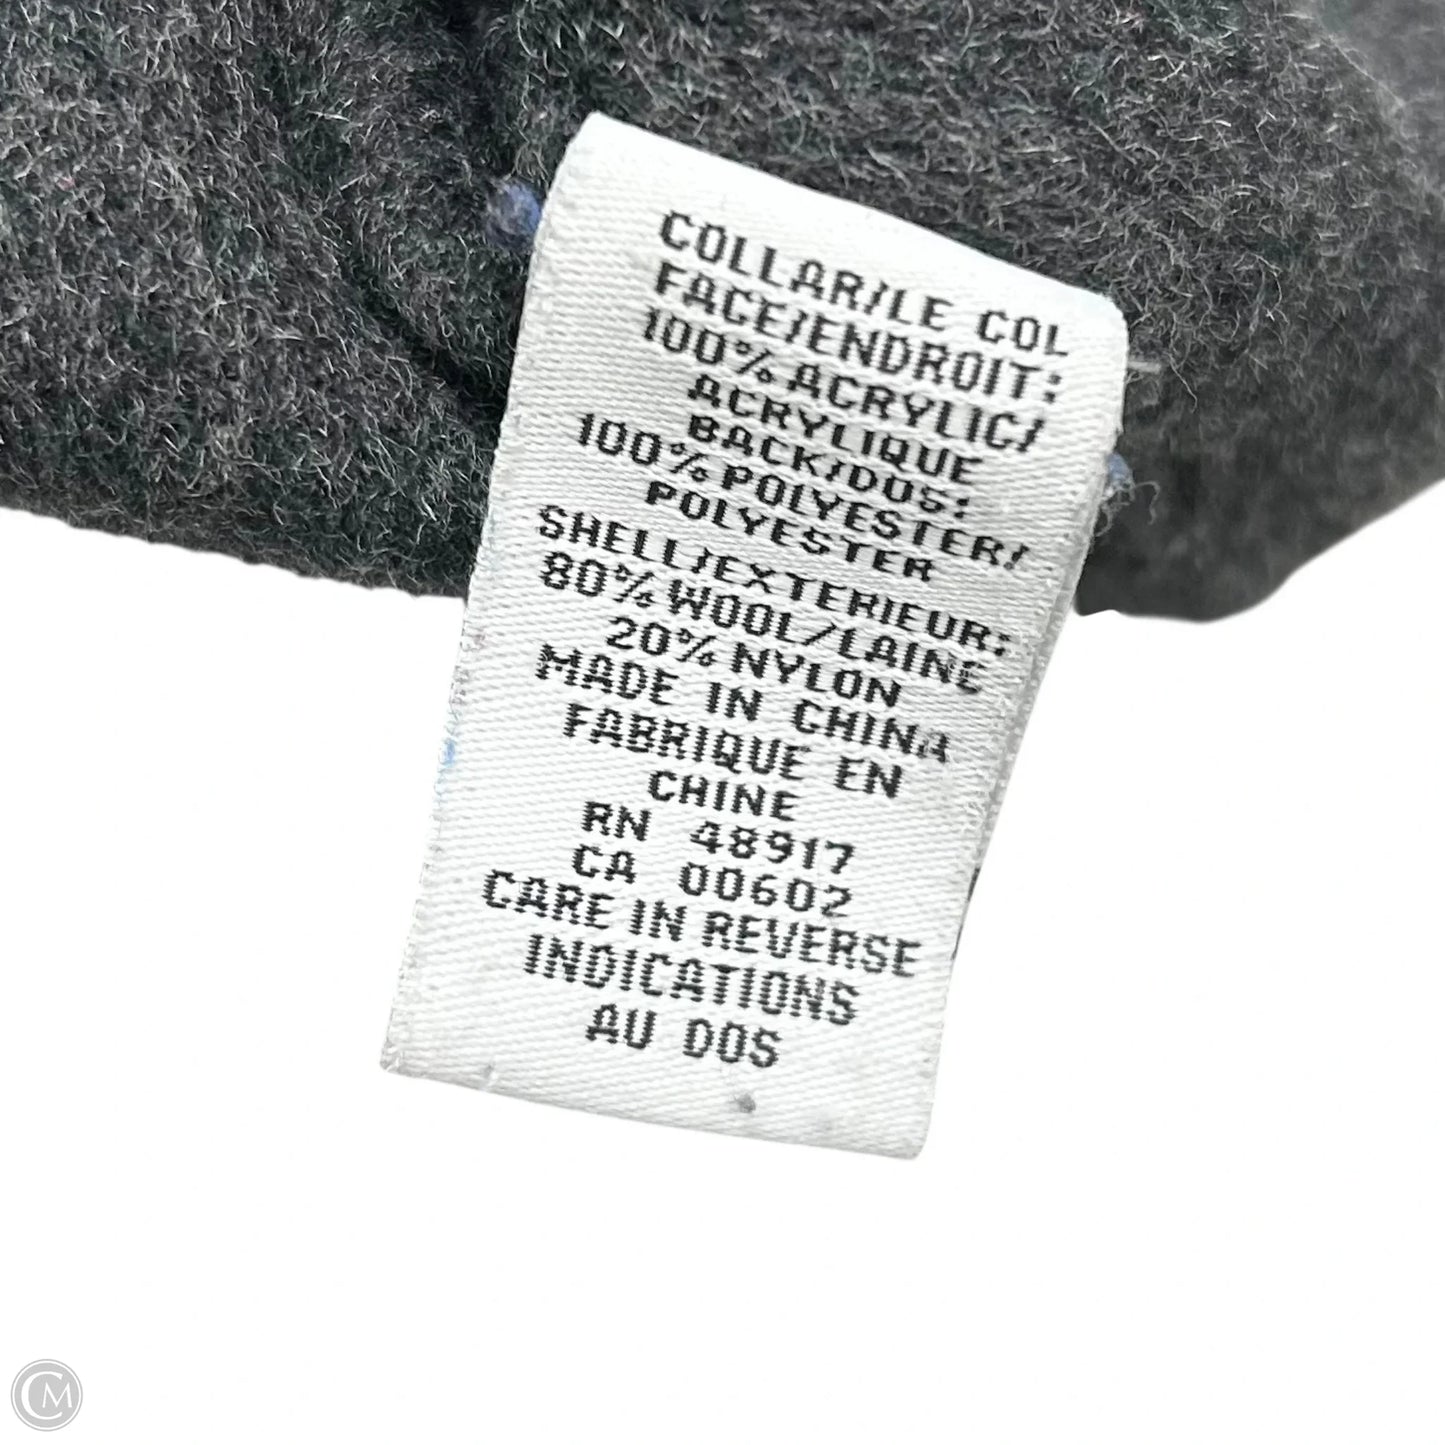 COLLAR/LE COL
FACE/ENDROIT:
100% ACRYLIC/
ACRYLIQUE
BACK/DOS:
100% POLYESTER/
POLYESTER
SHELL/EXTERIEUR:
80% WOOL/LAINE
20% NYLON
MADE IN CHINA
FABRIQUE EN
CHINE
RN 48917
CA 00602
CARE IN REVERSE
INDICATIONS
AU DOS
CM